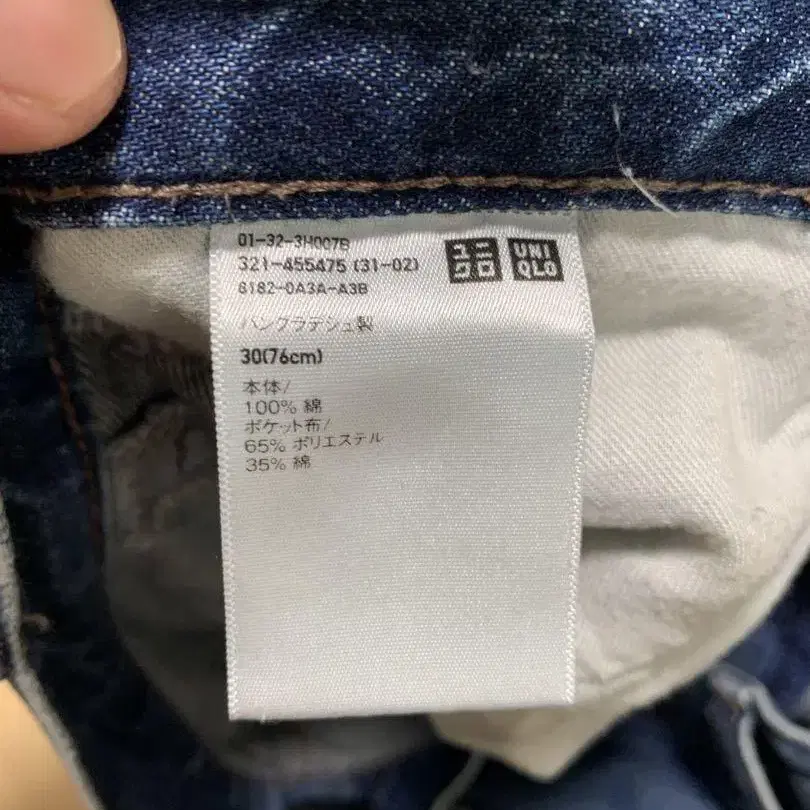 01-32-3H007B
321-455475 (31-02)
6182-0A3A-A3B
ユニクロ
UNIQLO
バングラデシュ製
30(76cm)
本体/
100% 綿
ポケット布/
65% ポリエステル
35% 綿